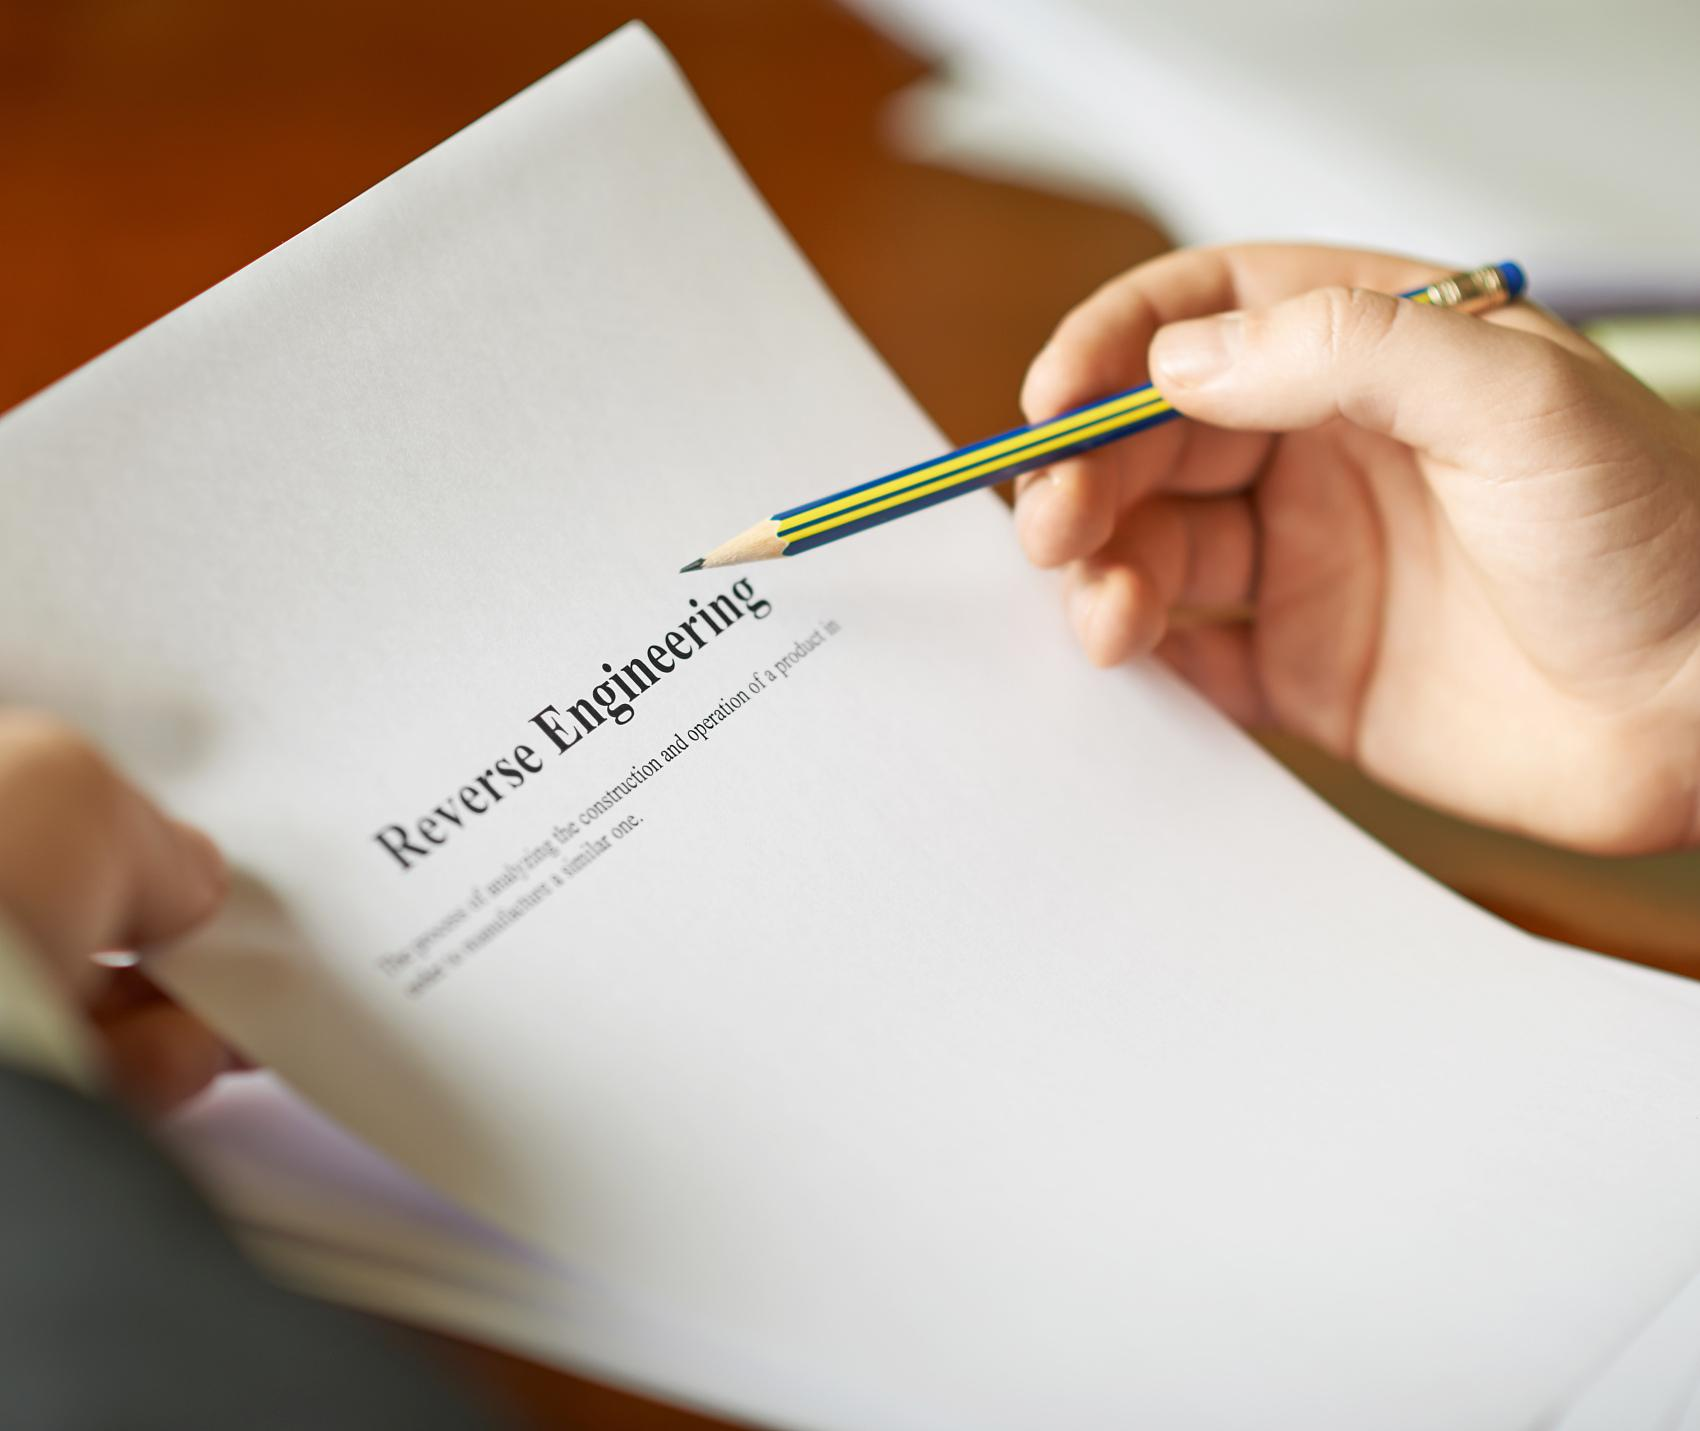 Reverse Engineering
The process of analyzing the construction and operation of a product in
order to manufacture a similar one.